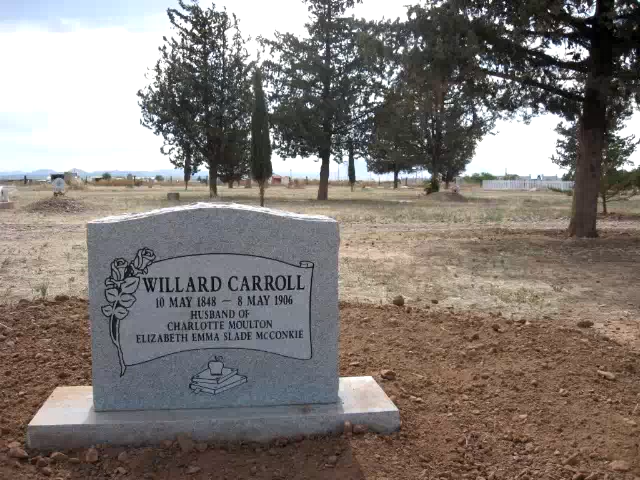 WILLARD CARROLL
10 MAY 1848 — 8 MAY 1906
HUSBAND OF
CHARLOTTE MOULTON
ELIZABETH EMMA SLADE McCONKIE